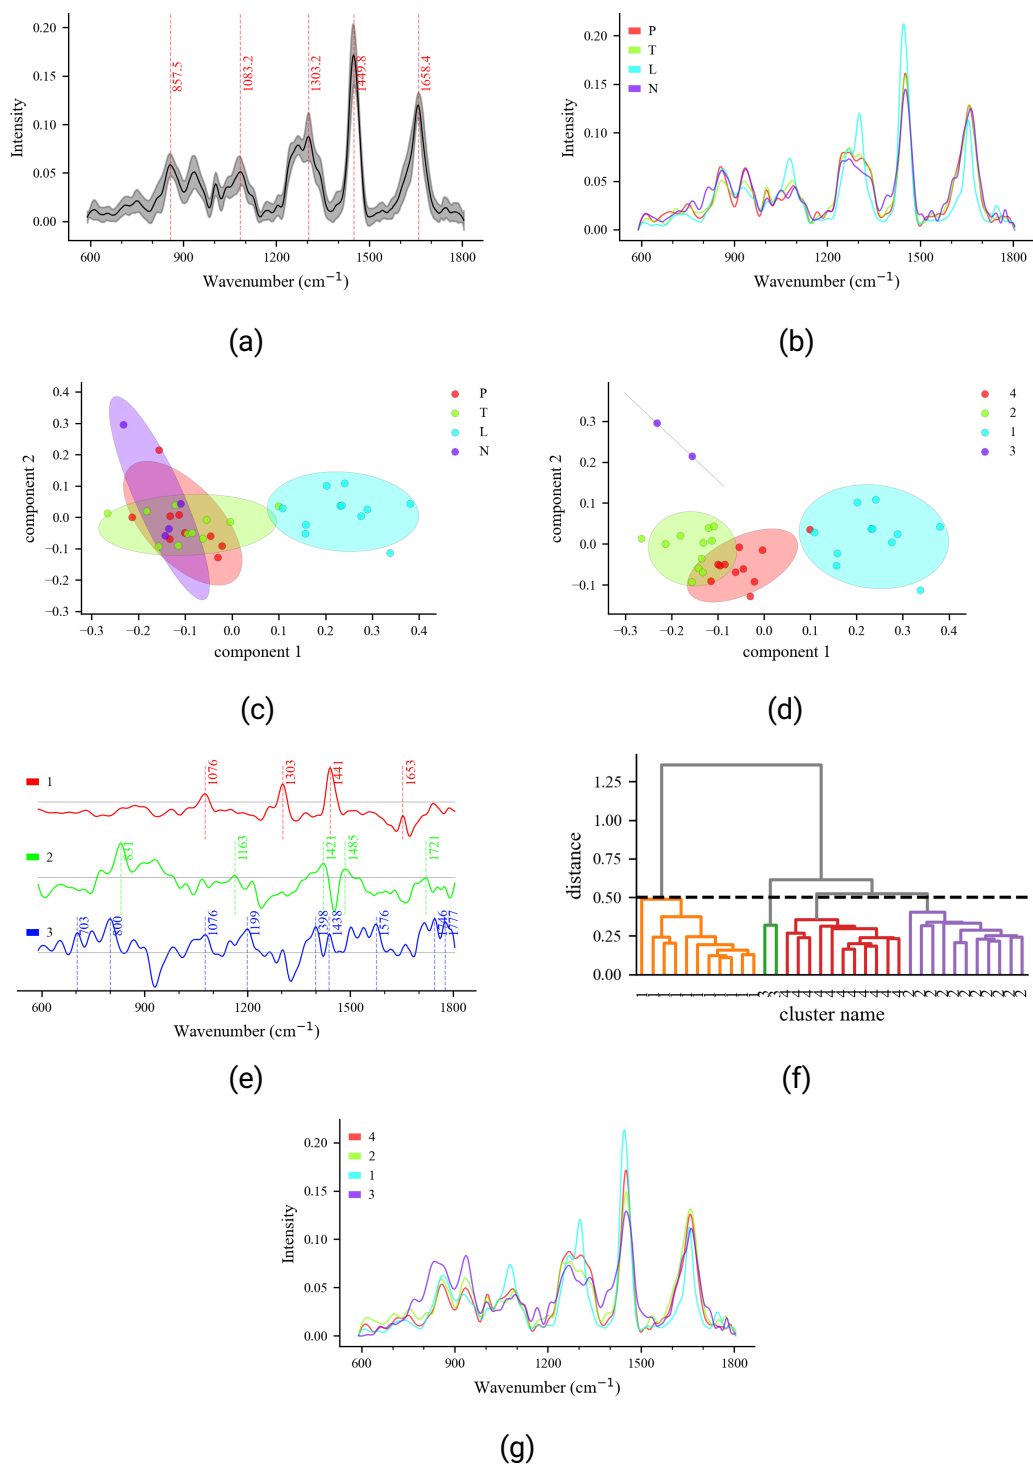 0.20
0.15
0.10
0.05
0.00
Intensity
857.5
1083.2
1303.2
1449.8
1658.4
600 900 1200 1500 1800
Wavenumber (cm⁻¹)
(a)
P
T
L
N
0.20
0.15
0.10
0.05
0.00
Intensity
600 900 1200 1500 1800
Wavenumber (cm⁻¹)
(b)
0.4
0.3
0.2
0.1
0.0
−0.1
−0.2
−0.3
component 2
P
T
L
N
−0.3 −0.2 −0.1 0.0 0.1 0.2 0.3 0.4
component 1
(c)
0.3
0.2
0.1
0.0
−0.1
component 2
4
2
1
3
−0.3 −0.2 −0.1 0.0 0.1 0.2 0.3 0.4
component 1
(d)
1
1076
1303
1441
1653
2
831
1163
1421
1485
1721
3
703
800
1076
1199
1398
1438
1576
1746
1777
600 900 1200 1500 1800
Wavenumber (cm⁻¹)
(e)
1.25
1.00
0.75
0.50
0.25
0.00
distance
cluster name
(f)
4
2
1
3
0.20
0.15
0.10
0.05
0.00
Intensity
600 900 1200 1500 1800
Wavenumber (cm⁻¹)
(g)